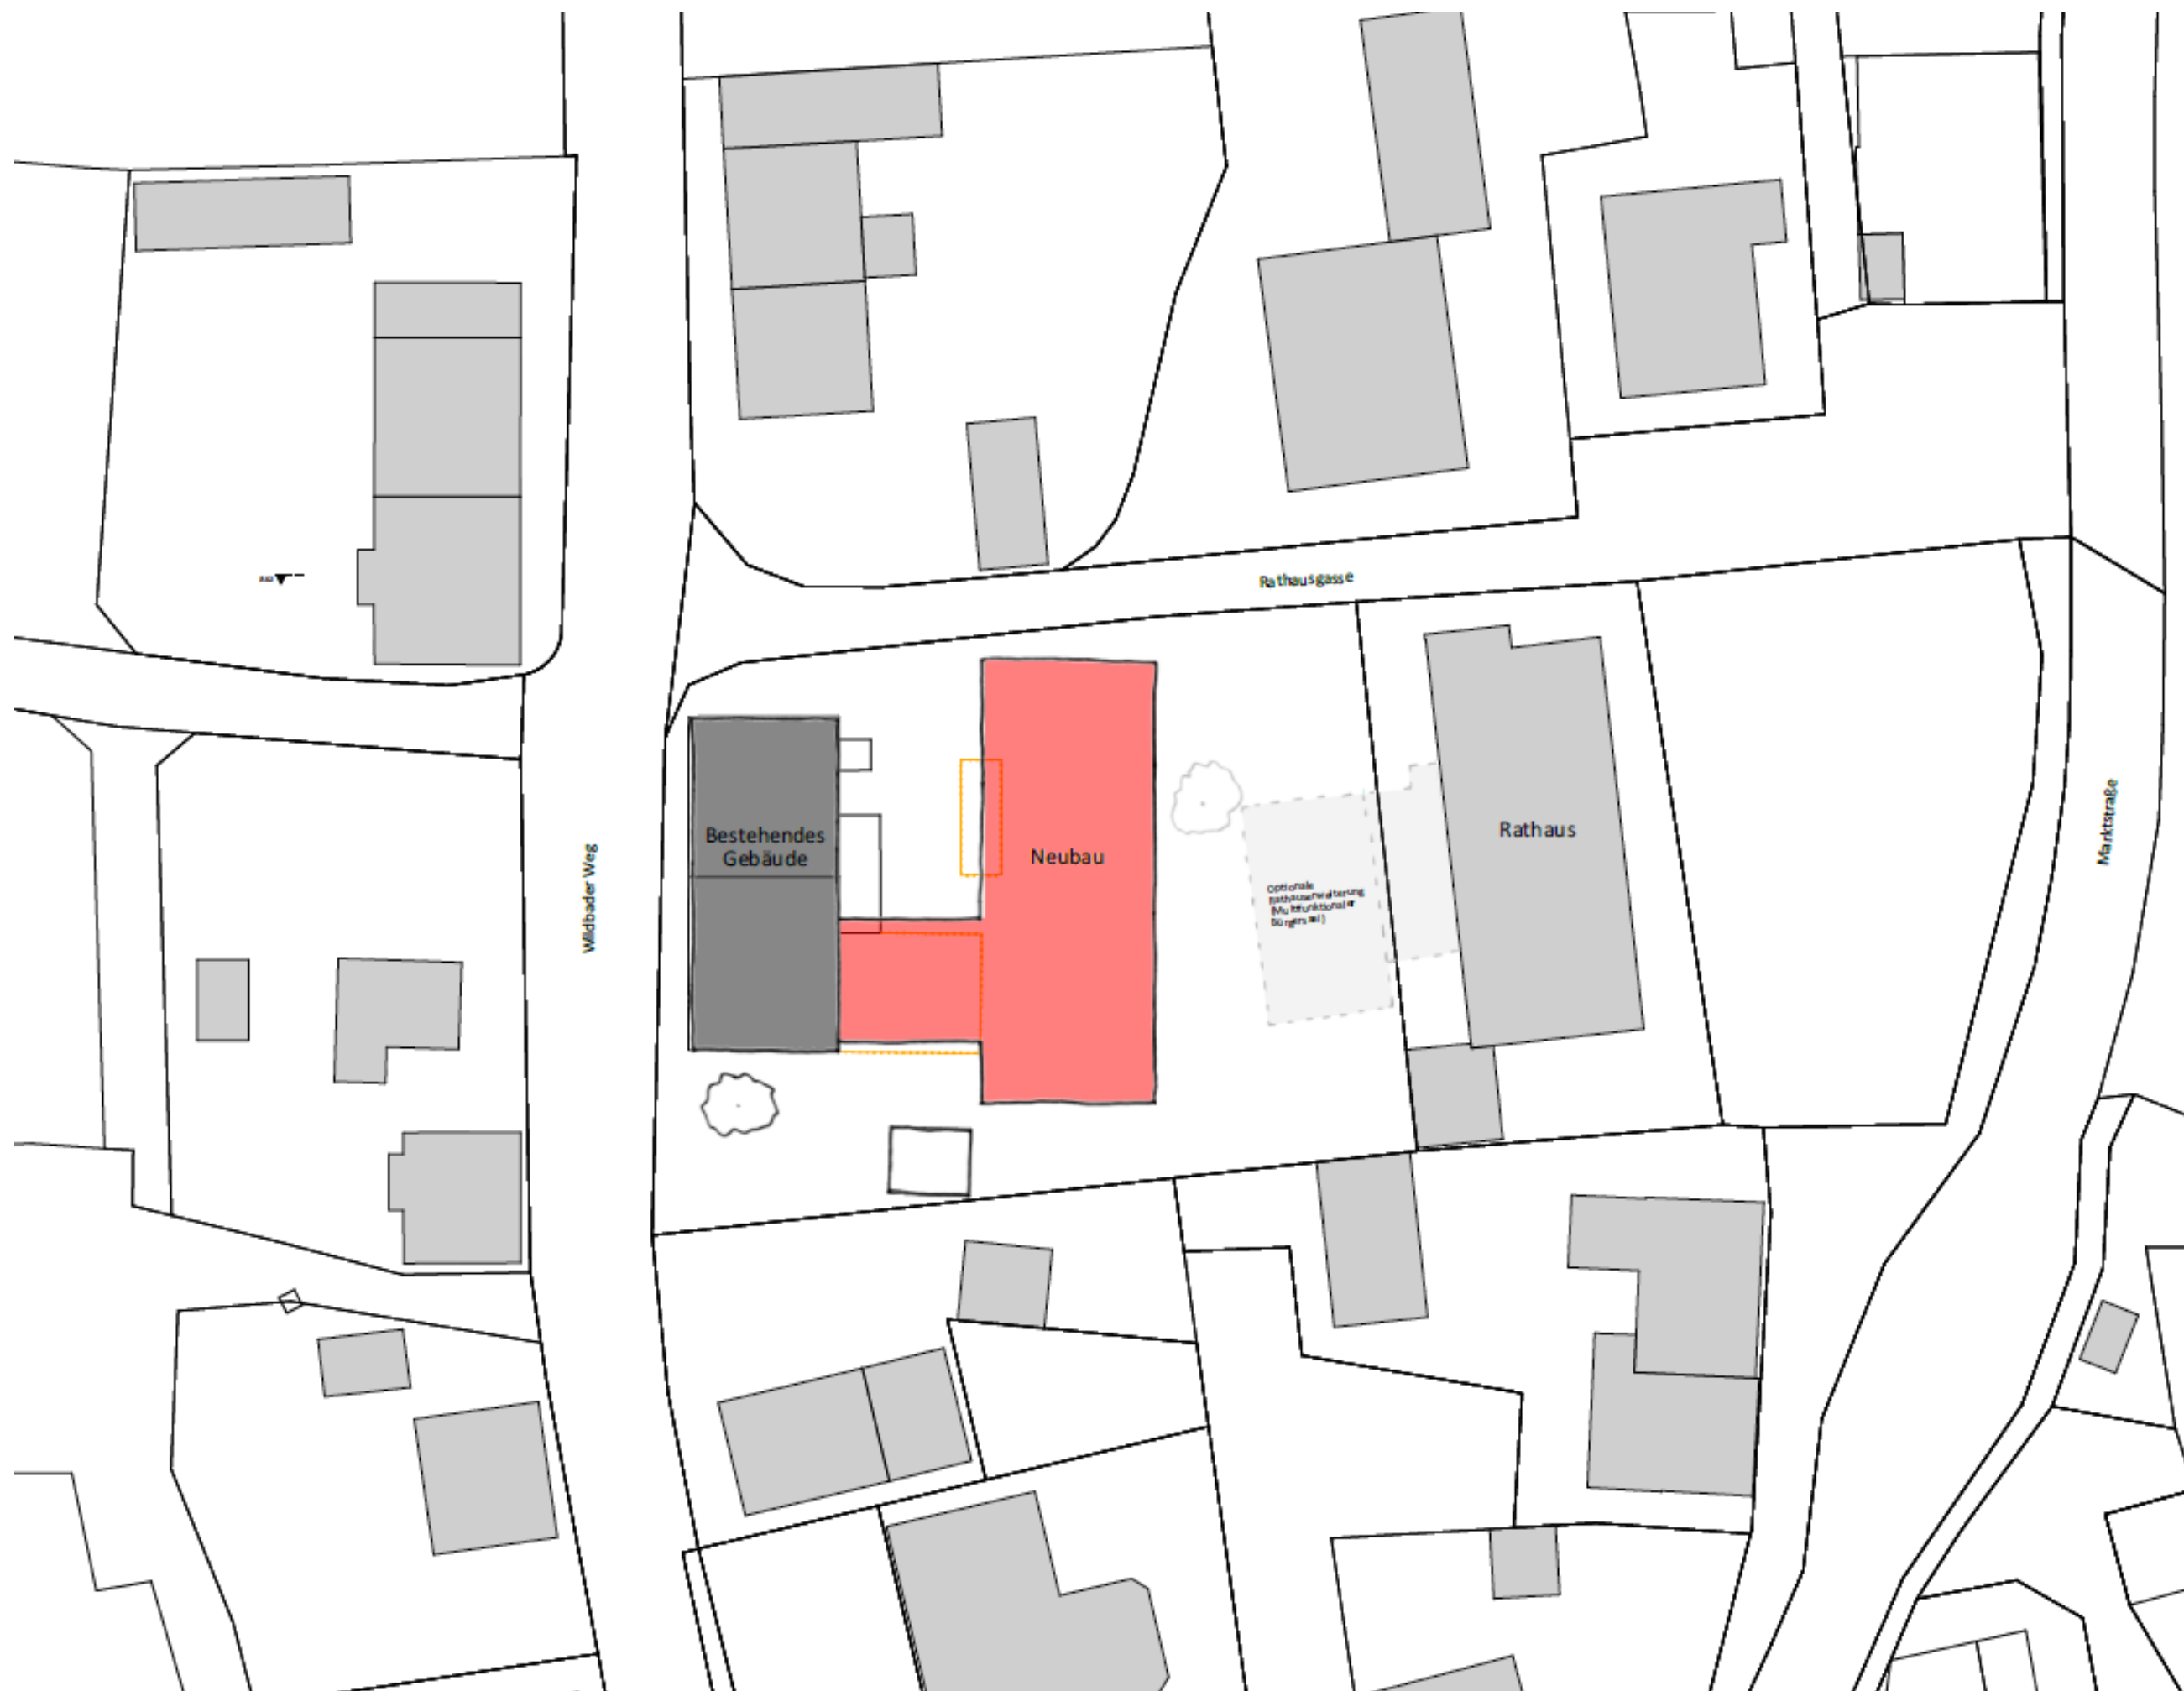 Rathausgasse
Bestehendes
Gebäude
Neubau
Rathaus
Wildbader Weg
Marktstraße
Optionale
Rathauserweiterung
(Multifunktionaler
Bürgersaal)